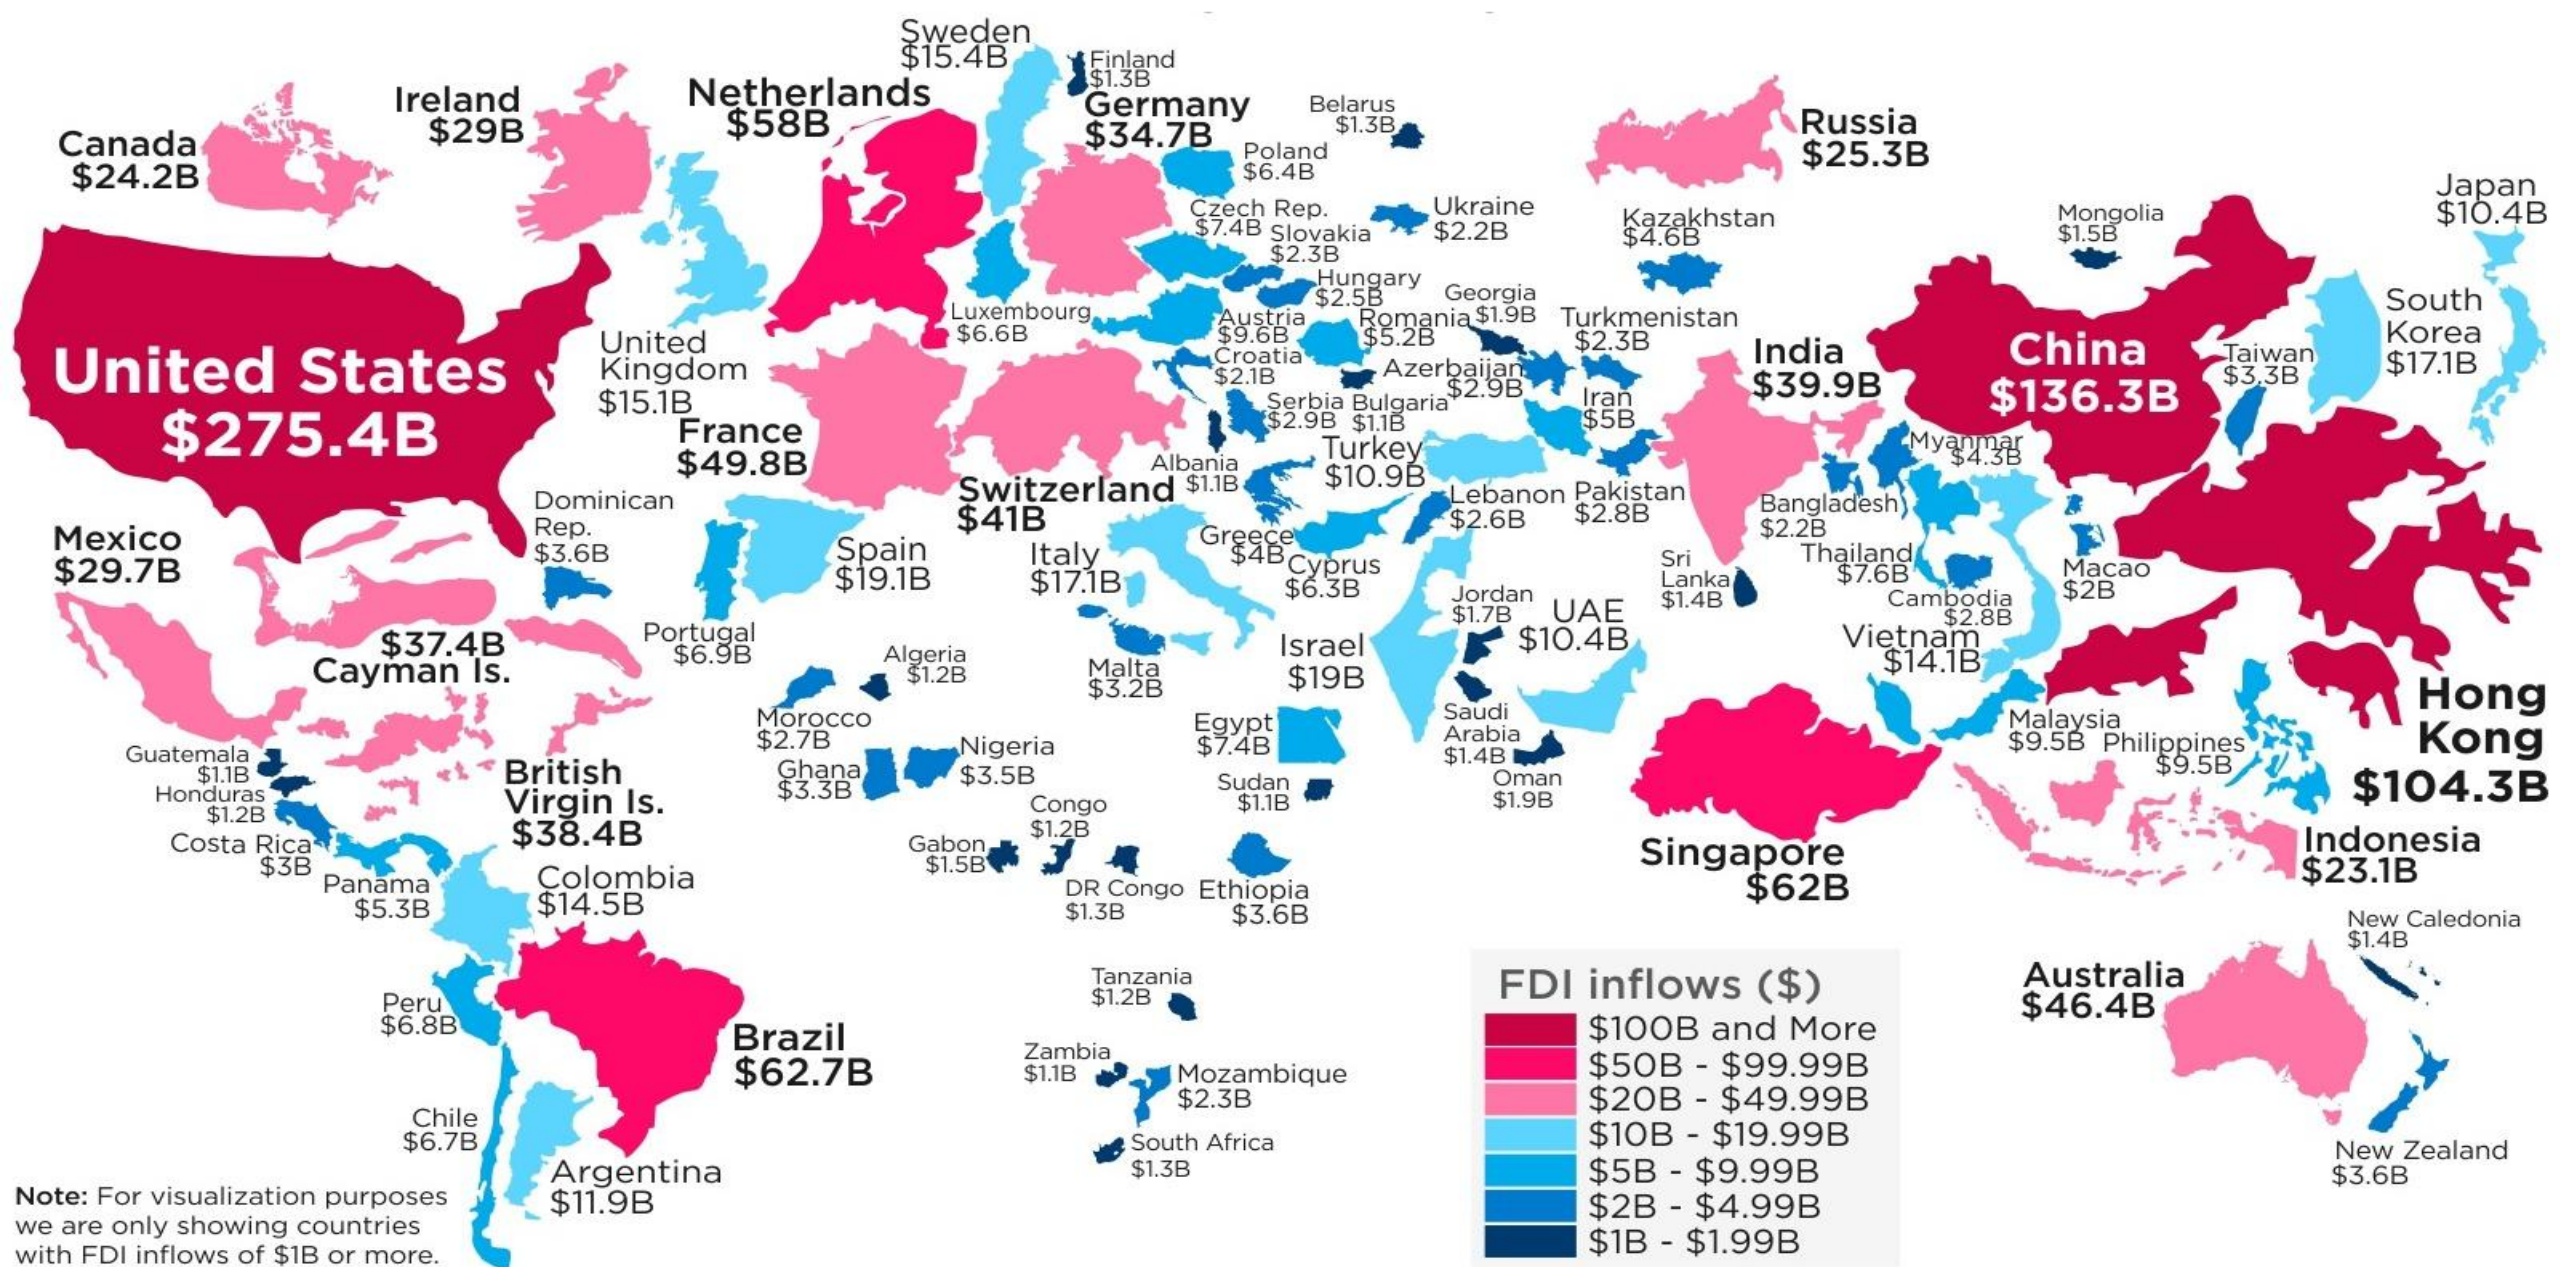 Canada
$24.2B
Ireland
$29B
Netherlands
$58B
Sweden
$15.4B
Finland
$1.3B
Germany
$34.7B
Belarus
$1.3B
Poland
$6.4B
Russia
$25.3B
Czech Rep.
$7.4B
Slovakia
$2.3B
Ukraine
$2.2B
Kazakhstan
$4.6B
Mongolia
$1.5B
Japan
$10.4B
Hungary
$2.5B
Georgia
$1.9B
Luxembourg
$6.6B
Austria
$9.6B
Romania
$5.2B
Turkmenistan
$2.3B
South
Korea
$17.1B
United States
$275.4B
United
Kingdom
$15.1B
Croatia
$2.1B
Azerbaijan
$2.9B
India
$39.9B
China
$136.3B
Taiwan
$3.3B
France
$49.8B
Serbia
$2.9B
Bulgaria
$1.1B
Iran
$5B
Turkey
$10.9B
Albania
$1.1B
Myanmar
$4.3B
Switzerland
$41B
Lebanon
$2.6B
Pakistan
$2.8B
Bangladesh
$2.2B
Mexico
$29.7B
Dominican
Rep.
$3.6B
Spain
$19.1B
Italy
$17.1B
Greece
$4B
Cyprus
$6.3B
Sri
Lanka
$1.4B
Thailand
$7.6B
Macao
$2B
Cambodia
$2.8B
Jordan
$1.7B
UAE
$10.4B
$37.4B
Cayman Is.
Portugal
$6.9B
Algeria
$1.2B
Malta
$3.2B
Israel
$19B
Vietnam
$14.1B
Morocco
$2.7B
Egypt
$7.4B
Saudi
Arabia
$1.4B
Malaysia
$9.5B
Philippines
$9.5B
Hong
Kong
$104.3B
Guatemala
$1.1B
Honduras
$1.2B
British
Virgin Is.
$38.4B
Ghana
$3.3B
Nigeria
$3.5B
Sudan
$1.1B
Oman
$1.9B
Costa Rica
$3B
Congo
$1.2B
Gabon
$1.5B
Singapore
$62B
Indonesia
$23.1B
Panama
$5.3B
Colombia
$14.5B
DR Congo
$1.3B
Ethiopia
$3.6B
New Caledonia
$1.4B
Peru
$6.8B
Brazil
$62.7B
Tanzania
$1.2B
Australia
$46.4B
Zambia
$1.1B
Mozambique
$2.3B
Chile
$6.7B
South Africa
$1.3B
New Zealand
$3.6B
Argentina
$11.9B
FDI inflows ($)
$100B and More
$50B - $99.99B
$20B - $49.99B
$10B - $19.99B
$5B - $9.99B
$2B - $4.99B
$1B - $1.99B
Note: For visualization purposes
we are only showing countries
with FDI inflows of $1B or more.